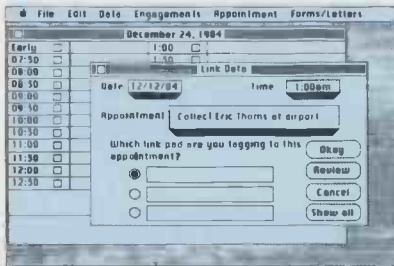 File Edit Date Engagements Appointment Forms/Letters
December 24, 1984
Early
1:00
07:30
1:30
08:00
08:30
09:00
09:30
10:00
10:30
11:00
11:30
12:00
12:30
Link Data
Date 12/12/84 Time 1:00pm
Appointment Collect Eric Thoms at airport
Which link pad are you logging to this
appointment?
Okay
Review
Cancel
Show all